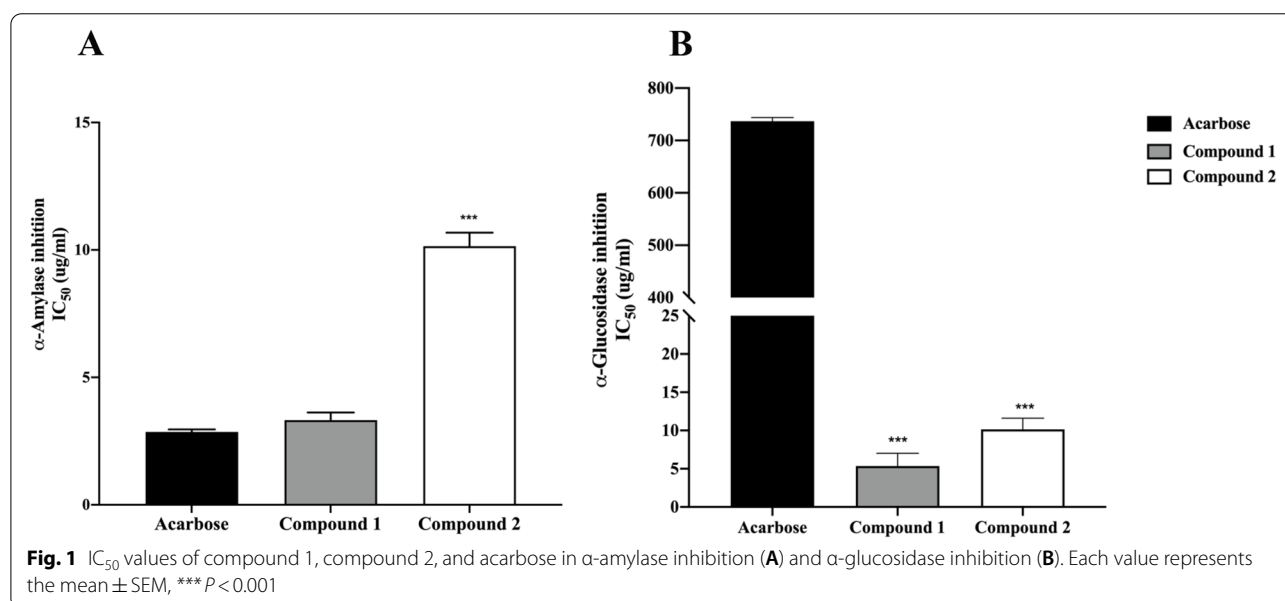 A
15
10
5
0
α-Amylase inhibition
IC₅₀ (ug/ml)
***
Acarbose Compound 1 Compound 2
B
800
700
600
500
400
25
20
15
10
5
0
α-Glucosidase inhibition
IC₅₀ (ug/ml)
***
***
Acarbose Compound 1 Compound 2
Acarbose
Compound 1
Compound 2
Fig. 1 IC₅₀ values of compound 1, compound 2, and acarbose in α-amylase inhibition (A) and α-glucosidase inhibition (B). Each value represents
the mean ± SEM, *** P < 0.001